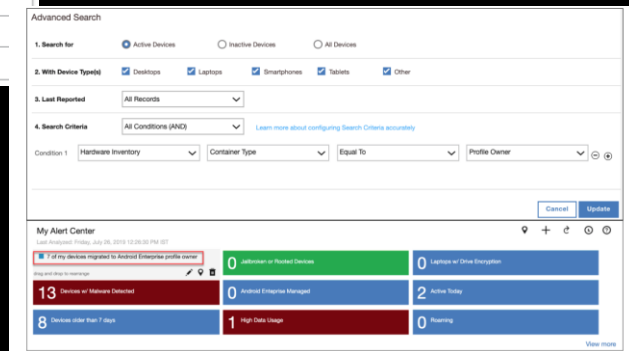 Advanced Search
1. Search for Active Devices Inactive Devices All Devices
2. With Device Type(s) Desktops Laptops Smartphones Tablets Other
3. Last Reported All Records
4. Search Criteria All Conditions (AND) Learn more about configuring Search Criteria accurately
Condition 1 Hardware Inventory Container Type Equal To Profile Owner
Cancel Update
My Alert Center
Last Analyzed: Friday, July 26, 2019 12:28:20 PM IST
7 of my devices migrated to Android Enterprise profile owner
0 Jailbroken or Rooted Devices
0 Laptops w/ Drive Encryption
drag and drop to rearrange
13 Devices w/ Malware Detected
0 Android Enterprise Managed
2 Active Today
8 Devices older than 7 days
1 High Data Usage
0 Roaming
View more